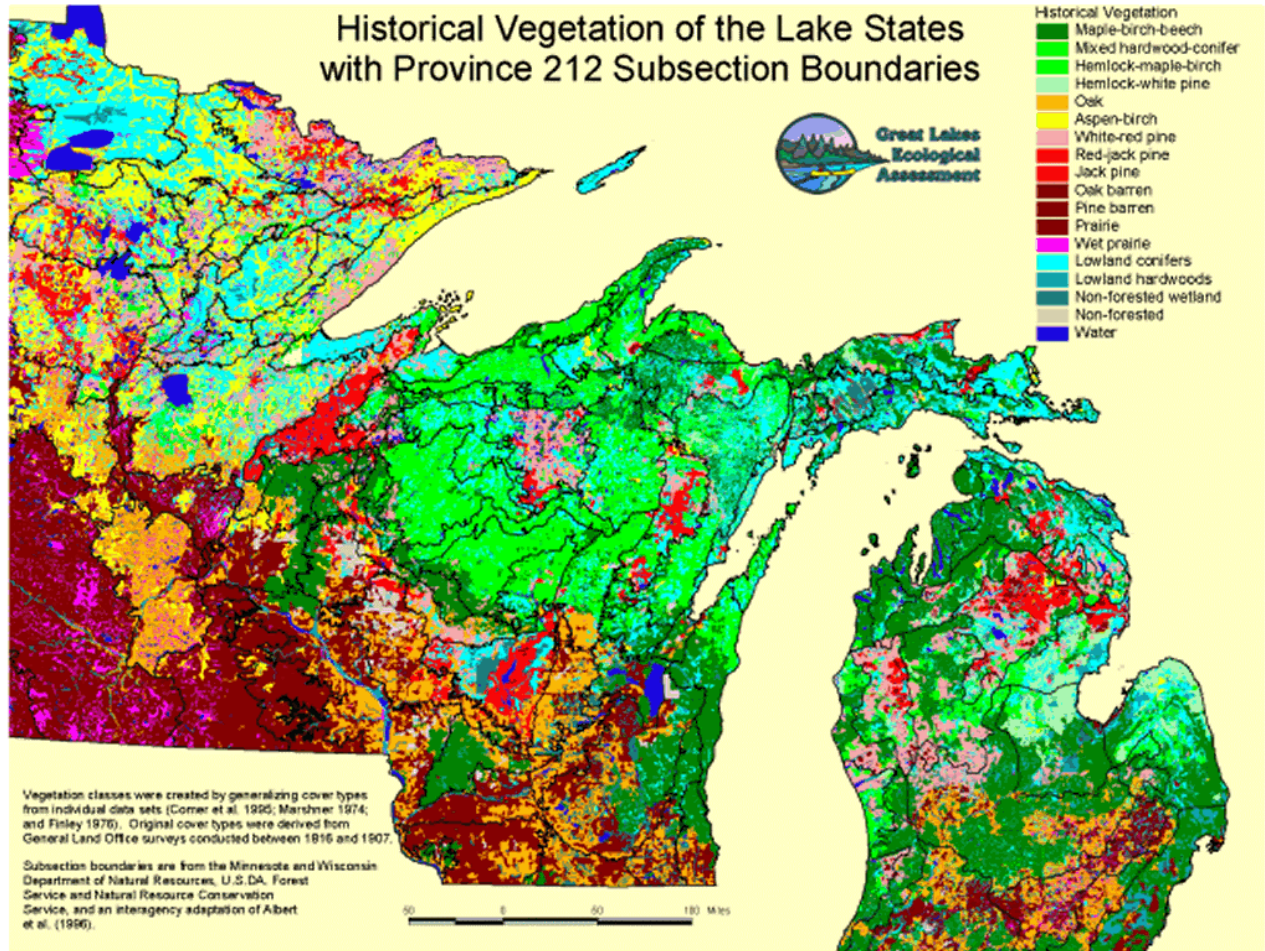 Historical Vegetation of the Lake States
with Province 212 Subsection Boundaries
Great Lakes
Ecological
Assessment
Historical Vegetation
Maple-birch-beech
Mixed hardwood-conifer
Hemlock-maple-birch
Hemlock-white pine
Oak
Aspen-birch
White-red pine
Red-jack pine
Jack pine
Oak barren
Pine barren
Prairie
Wet prairie
Lowland conifers
Lowland hardwoods
Non-forested wetland
Non-forested
Water
Vegetation classes were created by generalizing cover types
from individual data sets (Comer et al. 1995; Marshner 1974;
and Finley 1976). Original cover types were derived from
General Land Office surveys conducted between 1816 and 1907.
Subsection boundaries are from the Minnesota and Wisconsin
Department of Natural Resources, U.S.DA. Forest
Service and Natural Resource Conservation
Service, and an interagency adaptation of Albert
et al. (1996).
50 0 50 100 Miles